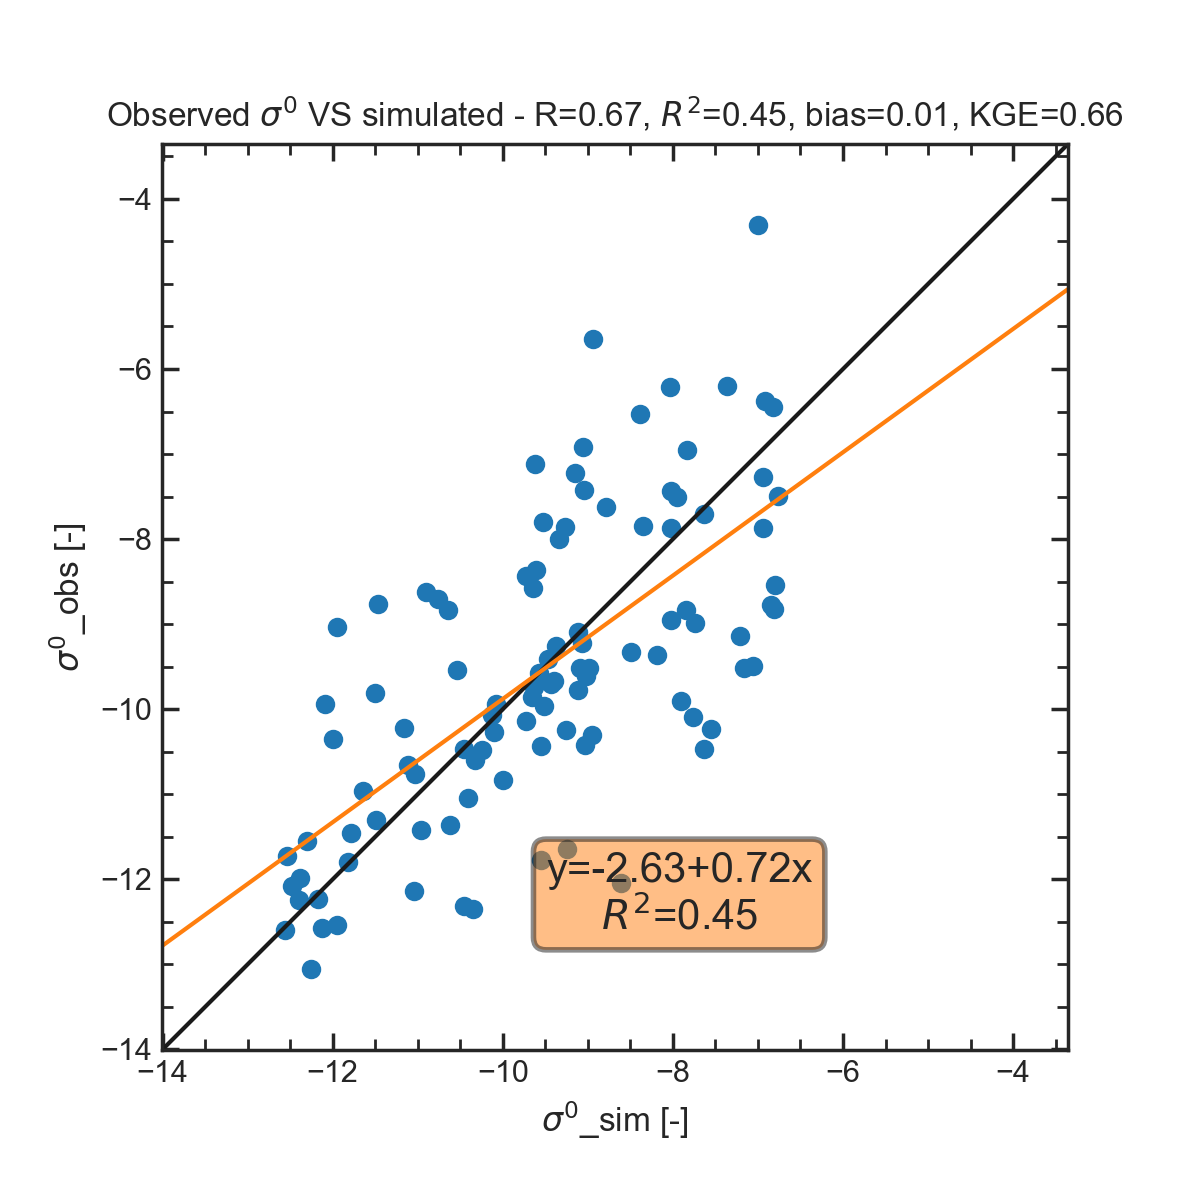 Observed σ⁰ VS simulated - R=0.67, R²=0.45, bias=0.01, KGE=0.66
−4
−6
−8
−10
−12
−14
σ⁰_obs [-]
y=-2.63+0.72x
R²=0.45
−14 −12 −10 −8 −6 −4
σ⁰_sim [-]